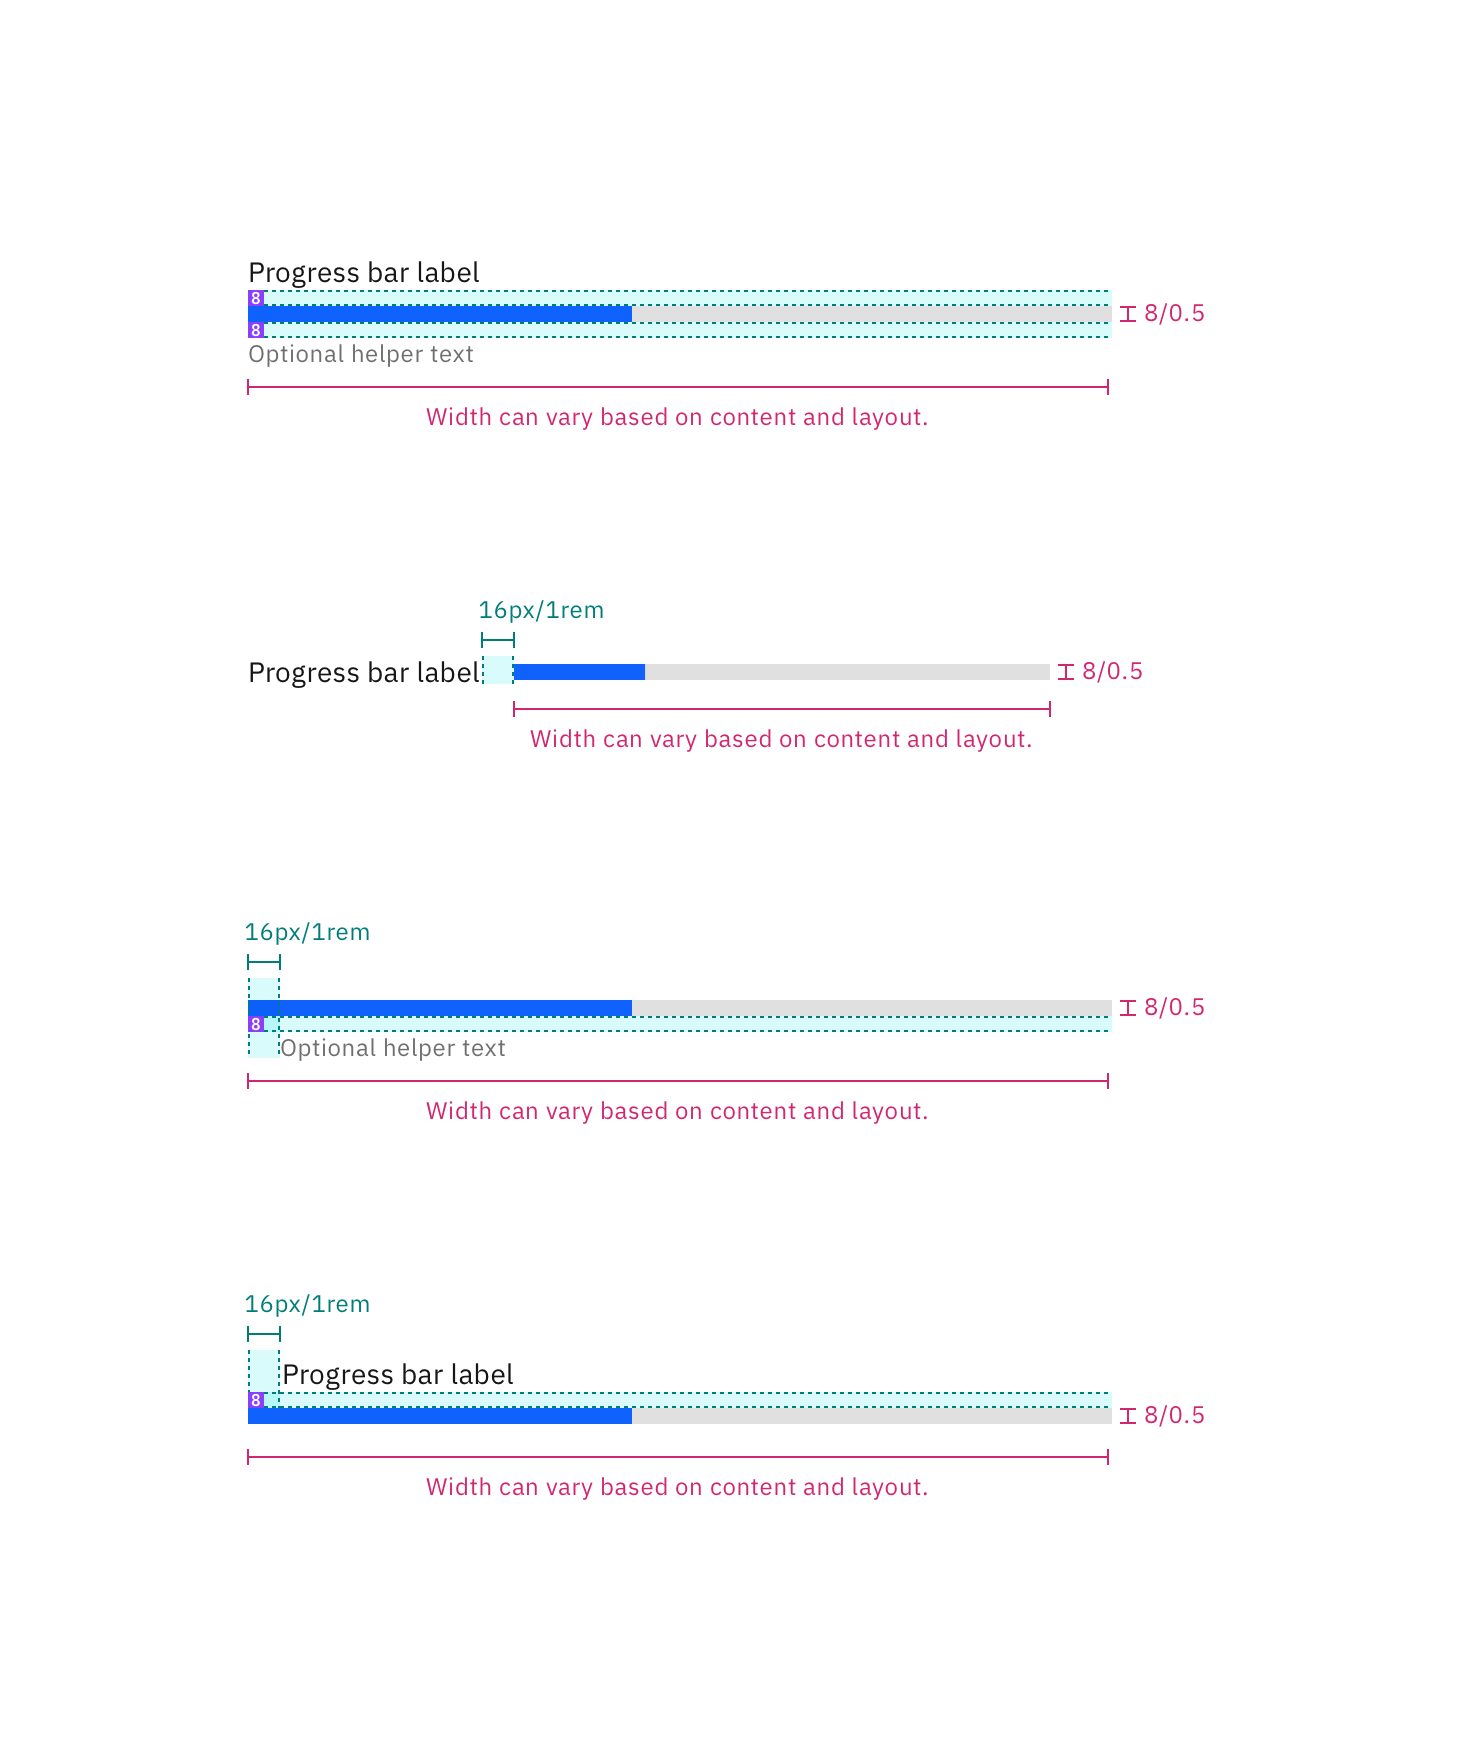 Progress bar label
8
8/0.5
8
Optional helper text
Width can vary based on content and layout.
16px/1rem
Progress bar label
8/0.5
Width can vary based on content and layout.
16px/1rem
8/0.5
8
Optional helper text
Width can vary based on content and layout.
16px/1rem
Progress bar label
8
8/0.5
Width can vary based on content and layout.